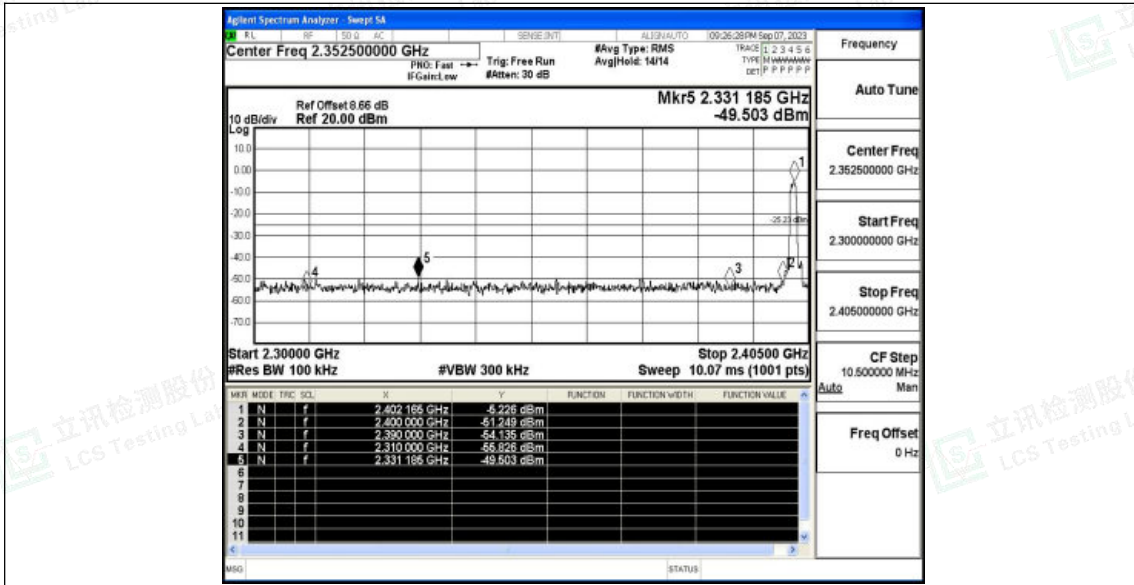 Agilent Spectrum Analyzer - Swept SA
RL RF 50 Ω AC SENSE:INT ALIGNAUTO 09:26:28 PM Sep 07, 2023
Center Freq 2.352500000 GHz
PNO: Fast
IFGain:Low
Trig: Free Run
#Atten: 30 dB
#Avg Type: RMS
Avg|Hold: 14/14
TRACE 1 2 3 4 5 6
TYPE M
DET P P P P P P
Mkr5 2.331 185 GHz
-49.503 dBm
Ref Offset 8.66 dB
10 dB/div Ref 20.00 dBm
Log
10.0
0.00
-10.0
-20.0
-30.0
-40.0
-50.0
-60.0
-70.0
1
-25.23 dBm
2
3
4
5
Start 2.30000 GHz Stop 2.40500 GHz
#Res BW 100 kHz #VBW 300 kHz Sweep 10.07 ms (1001 pts)
MKR MODE TRC SCL X Y FUNCTION FUNCTION WIDTH FUNCTION VALUE
1 N f 2.402 165 GHz -5.226 dBm
2 N f 2.400 000 GHz -51.249 dBm
3 N f 2.390 000 GHz -54.135 dBm
4 N f 2.310 000 GHz -55.826 dBm
5 N f 2.331 185 GHz -49.503 dBm
6
7
8
9
10
11
MSG STATUS
Frequency
Auto Tune
Center Freq
2.352500000 GHz
Start Freq
2.300000000 GHz
Stop Freq
2.405000000 GHz
CF Step
10.500000 MHz
Auto Man
Freq Offset
0 Hz
立讯检测股份
LCS Testing Lab
立讯检测股份
LCS Testing